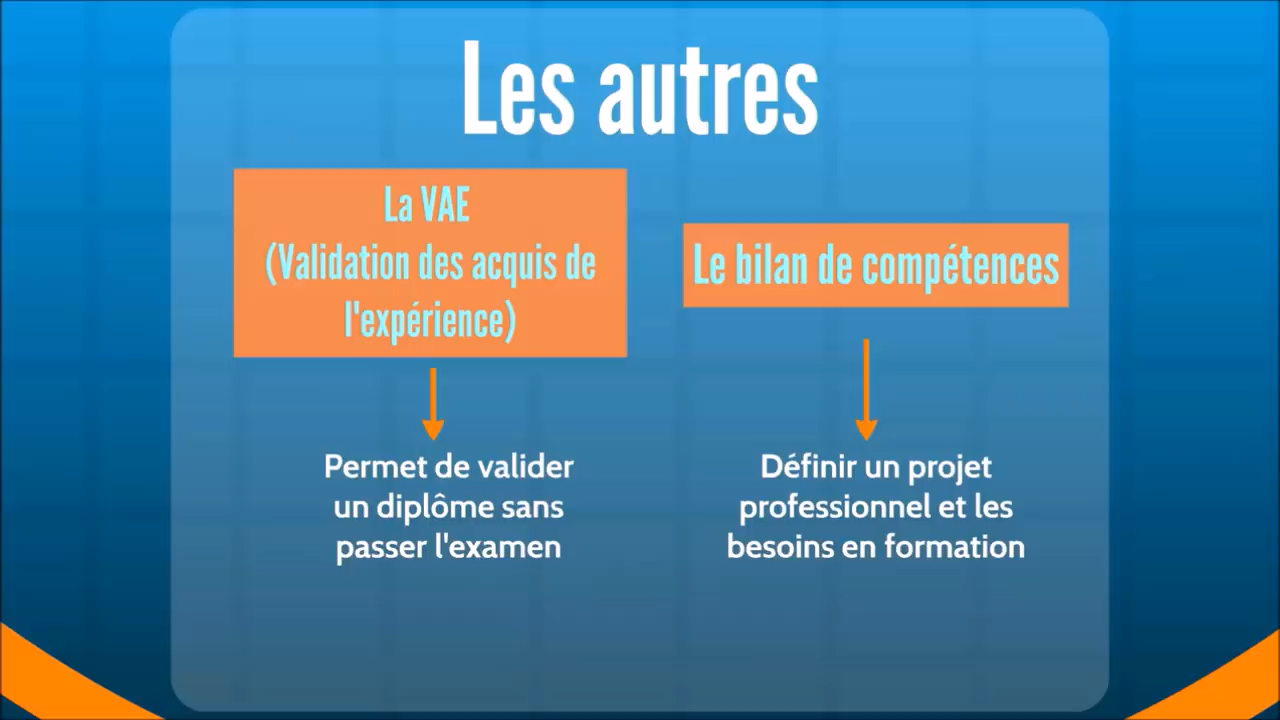 Les autres
La VAE
(Validation des acquis de
l'expérience)
Le bilan de compétences
Permet de valider
un diplôme sans
passer l'examen
Définir un projet
professionnel et les
besoins en formation